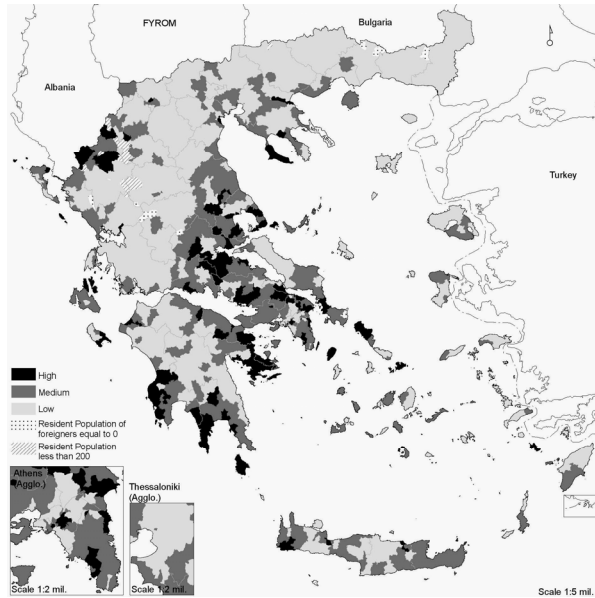 FYROM
Bulgaria
Albania
Turkey
High
Medium
Low
Resident Population of
foreigners equal to 0
Resident Population
less than 200
Athens
(Agglo.)
Thessaloniki
(Agglo.)
Scale 1:2 mil.
Scale 1:2 mil.
Scale 1:5 mil.